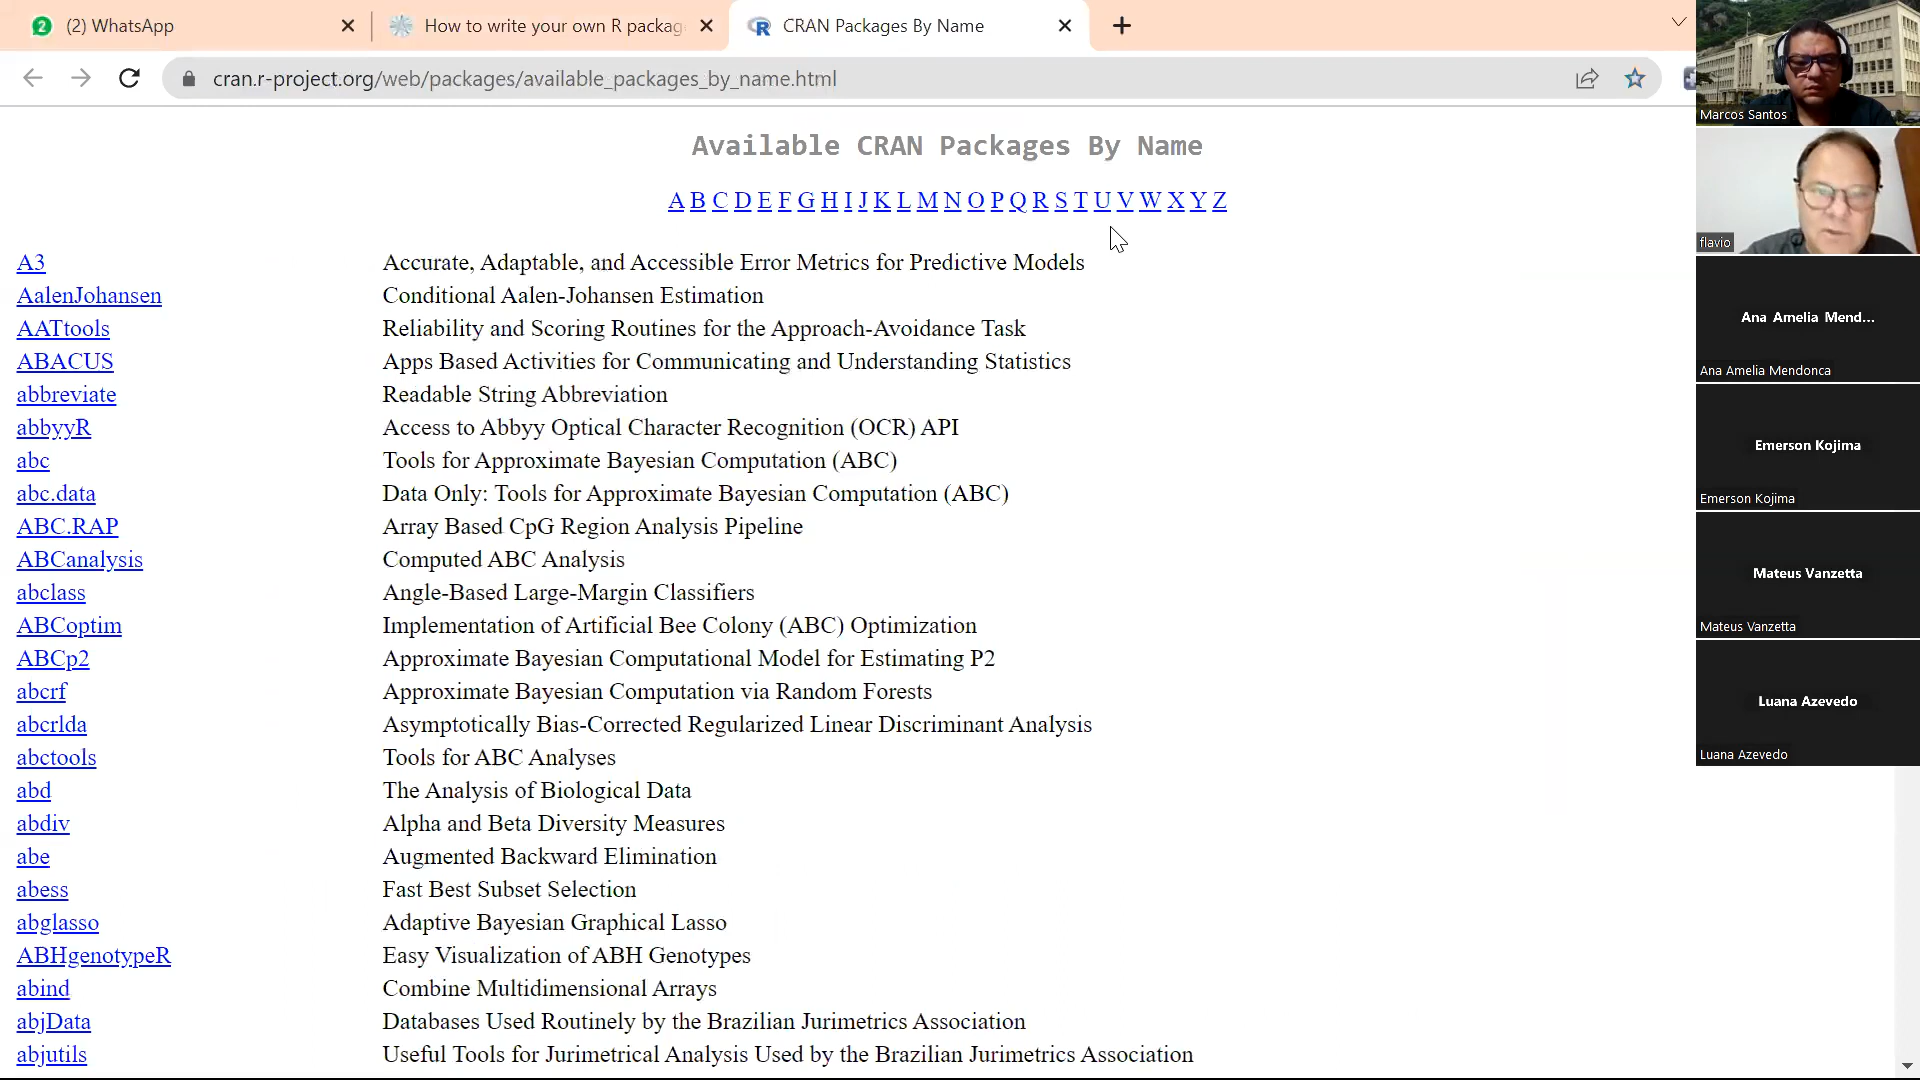 2 (2) WhatsApp
How to write your own R packag
CRAN Packages By Name
cran.r-project.org/web/packages/available_packages_by_name.html
Available CRAN Packages By Name
A B C D E F G H I J K L M N O P Q R S T U V W X Y Z
A3 Accurate, Adaptable, and Accessible Error Metrics for Predictive Models
AalenJohansen Conditional Aalen-Johansen Estimation
AATtools Reliability and Scoring Routines for the Approach-Avoidance Task
ABACUS Apps Based Activities for Communicating and Understanding Statistics
abbreviate Readable String Abbreviation
abbyyR Access to Abbyy Optical Character Recognition (OCR) API
abc Tools for Approximate Bayesian Computation (ABC)
abc.data Data Only: Tools for Approximate Bayesian Computation (ABC)
ABC.RAP Array Based CpG Region Analysis Pipeline
ABCanalysis Computed ABC Analysis
abclass Angle-Based Large-Margin Classifiers
ABCoptim Implementation of Artificial Bee Colony (ABC) Optimization
ABCp2 Approximate Bayesian Computational Model for Estimating P2
abcrf Approximate Bayesian Computation via Random Forests
abcrlda Asymptotically Bias-Corrected Regularized Linear Discriminant Analysis
abctools Tools for ABC Analyses
abd The Analysis of Biological Data
abdiv Alpha and Beta Diversity Measures
abe Augmented Backward Elimination
abess Fast Best Subset Selection
abglasso Adaptive Bayesian Graphical Lasso
ABHgenotypeR Easy Visualization of ABH Genotypes
abind Combine Multidimensional Arrays
abjData Databases Used Routinely by the Brazilian Jurimetrics Association
abjutils Useful Tools for Jurimetrical Analysis Used by the Brazilian Jurimetrics Association
Marcos Santos
flavio
Ana Amelia Mend...
Ana Amelia Mendonca
Emerson Kojima
Emerson Kojima
Mateus Vanzetta
Mateus Vanzetta
Luana Azevedo
Luana Azevedo